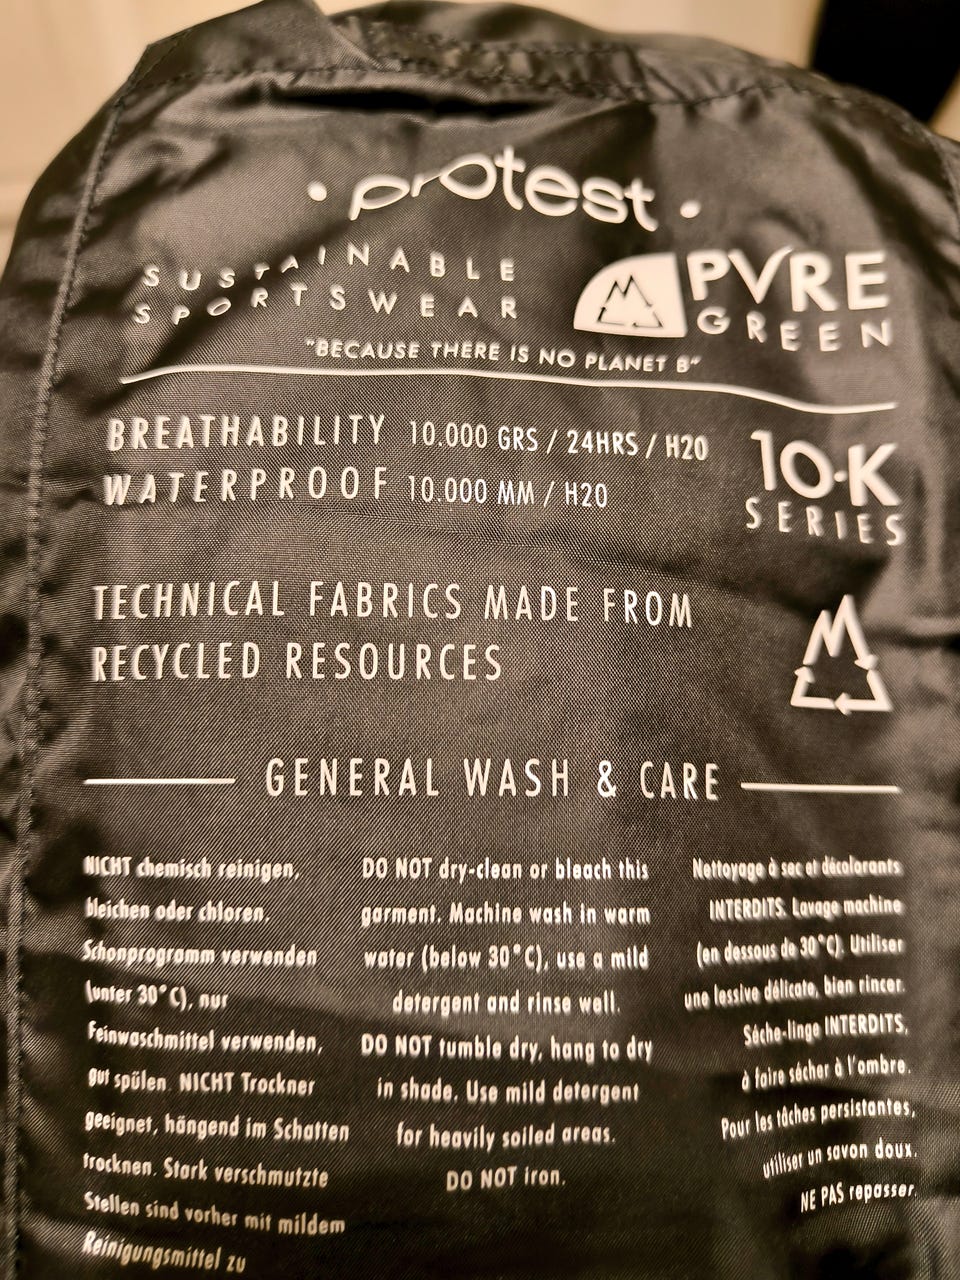 • protest •
SUSTAINABLE
SPORTSWEAR
PVRE
GREEN
"BECAUSE THERE IS NO PLANET B"
BREATHABILITY 10.000 GRS / 24HRS / H20
WATERPROOF 10.000 MM / H20
10·K
SERIES
TECHNICAL FABRICS MADE FROM
RECYCLED RESOURCES
GENERAL WASH & CARE
NICHT chemisch reinigen,
bleichen oder chloren.
Schonprogramm verwenden
(unter 30°C), nur
Feinwaschmittel verwenden,
gut spülen. NICHT Trockner
geeignet, hängend im Schatten
trocknen. Stark verschmutzte
Stellen sind vorher mit mildem
Reinigungsmittel zu
DO NOT dry-clean or bleach this
garment. Machine wash in warm
water (below 30°C), use a mild
detergent and rinse well.
DO NOT tumble dry, hang to dry
in shade. Use mild detergent
for heavily soiled areas.
DO NOT iron.
Nettoyage à sec et décolorants
INTERDITS. Lavage machine
(en dessous de 30°C). Utiliser
une lessive délicate, bien rincer.
Sèche-linge INTERDITS,
à faire sécher à l'ombre.
Pour les tâches persistantes,
utiliser un savon doux.
NE PAS repasser.